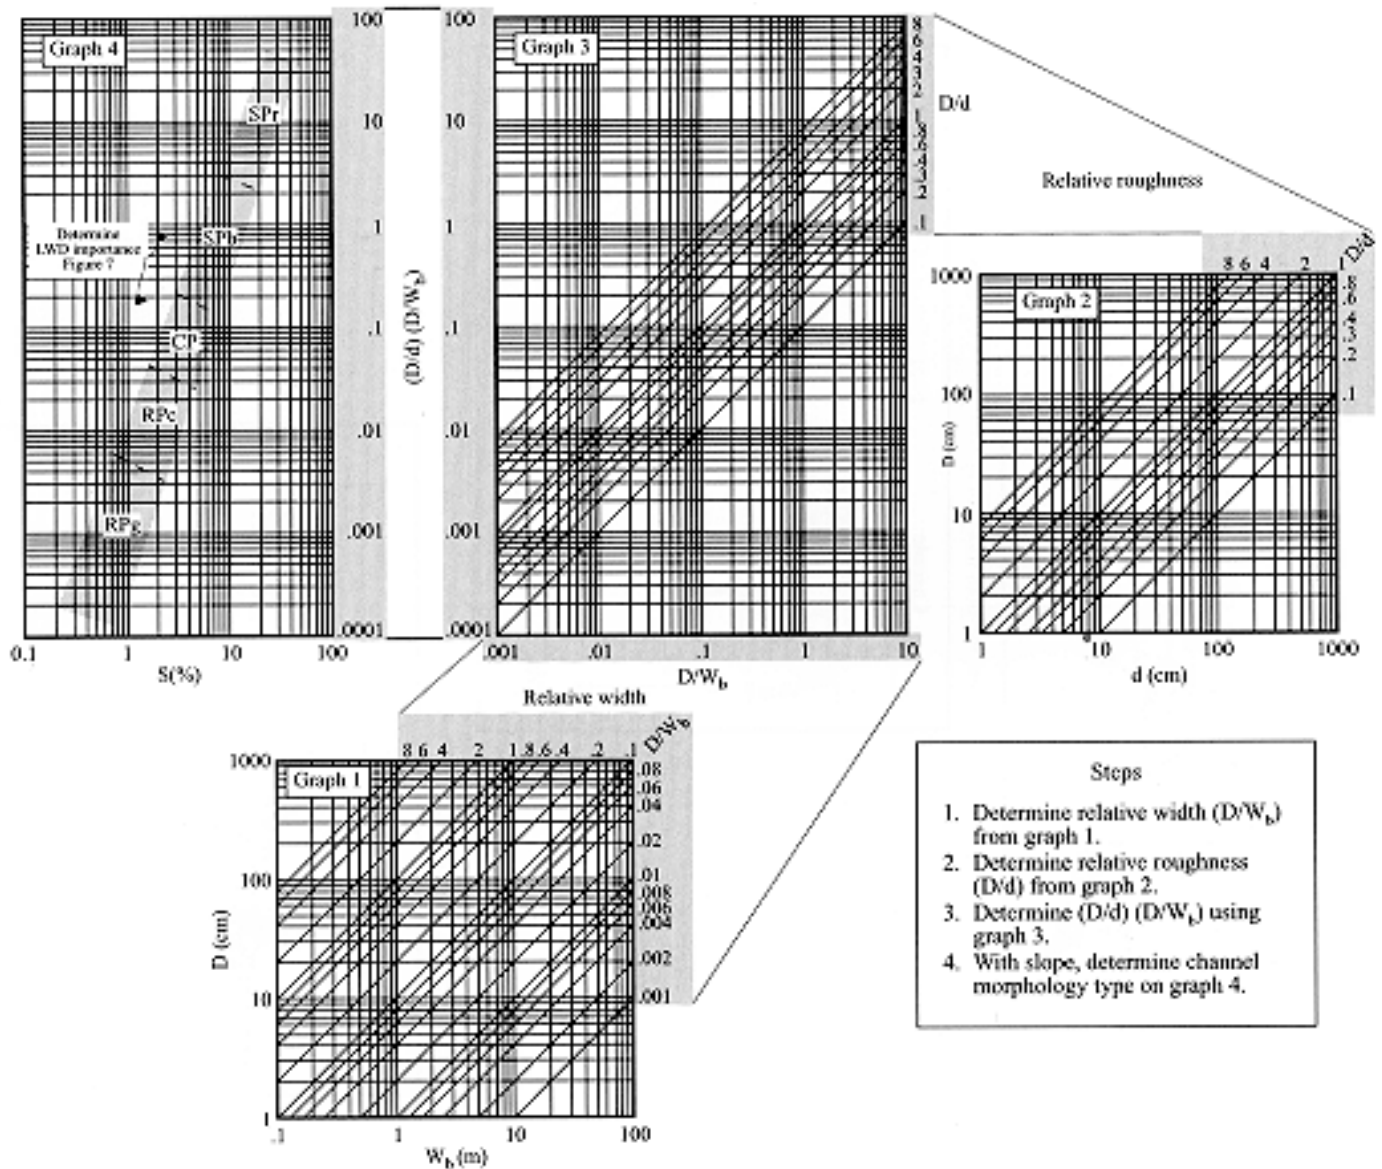 Graph 4
SPr
Determine
LWD importance
Figure 7
SPb
CP
RPc
RPg
0.1 1 10 100
S(%)
100
10
1
.1
.01
.001
.0001
(D/d) (D/Wb)
100
10
1
.1
.01
.001
.0001
Graph 3
.001 .01 .1 1 10
D/Wb
8
6
4
3
2
1
.8
.6
.4
.3
.2
.1
D/d
Relative roughness
D/d
8 6 4 2 1
.8
.6
.4
.3
.2
.1
Graph 2
1000
100
10
1
D (cm)
1 10 100 1000
d (cm)
Relative width
D/Wb
8 6 4 2 1 .8 .6 .4 .2 .1
.08
.06
.04
.02
.01
.008
.006
.004
.002
.001
Graph 1
1000
100
10
1
D (cm)
.1 1 10 100
Wb (m)
Steps
1. Determine relative width (D/Wb)
from graph 1.
2. Determine relative roughness
(D/d) from graph 2.
3. Determine (D/d) (D/Wb) using
graph 3.
4. With slope, determine channel
morphology type on graph 4.